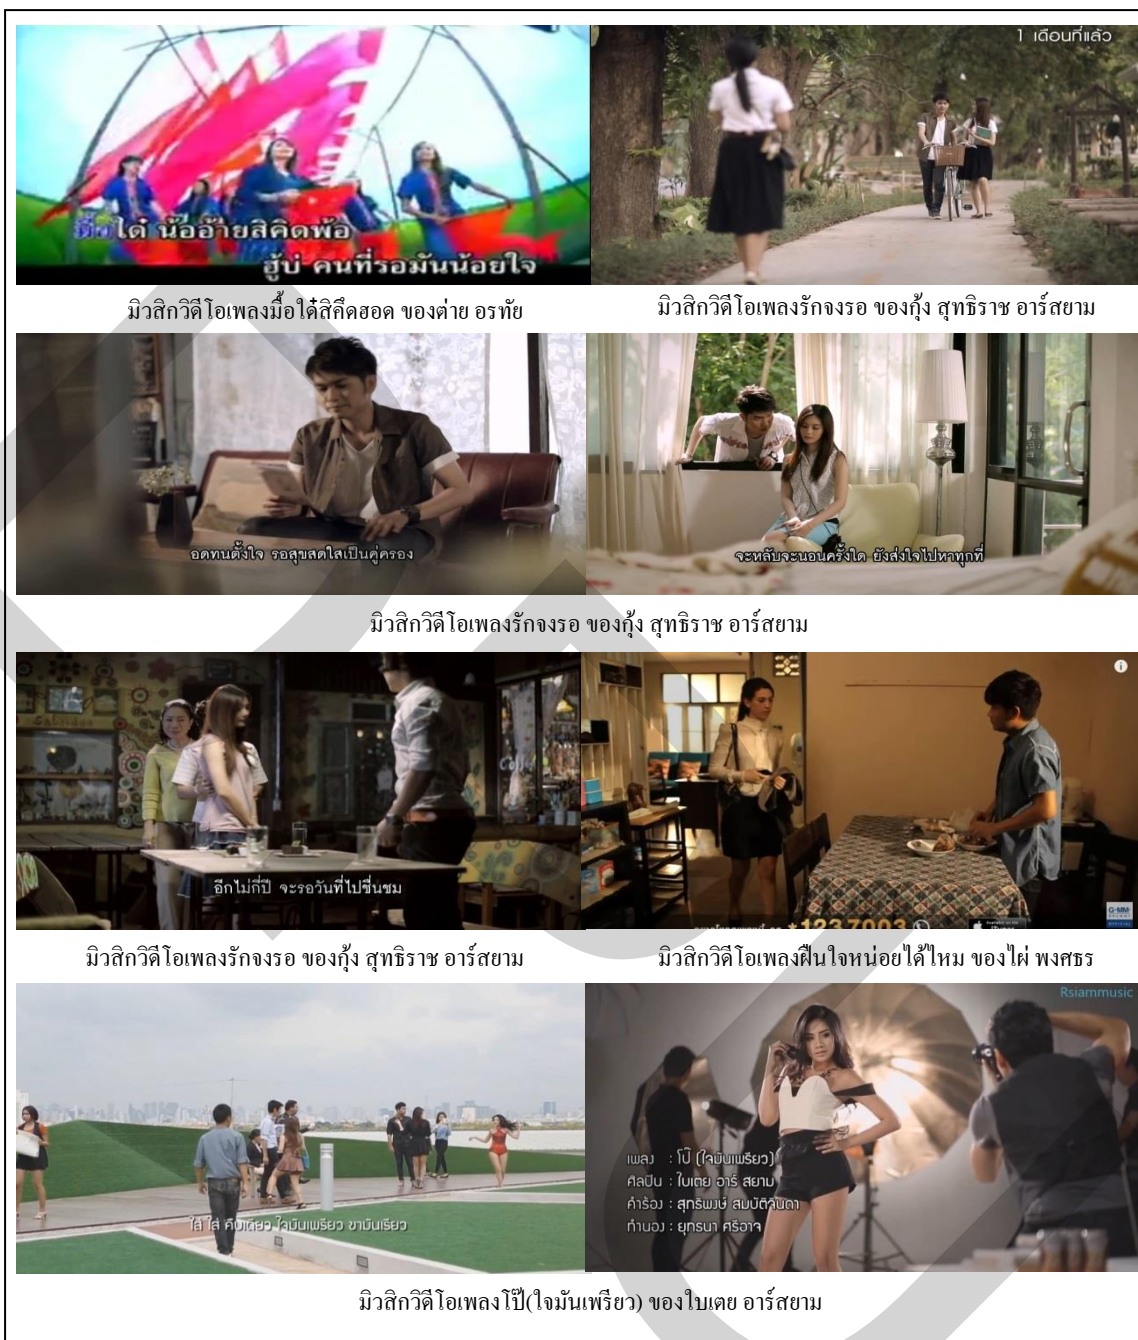 1 เดือนที่แล้ว
มื้อใด๋ น้ออ้ายสิคิดพ้อ
ฮู้บ่ คนที่รอมันน้อยใจ
มิวสิกวิดีโอเพลงมื้อใด๋สิคึดฮอด ของต่าย อรทัย
มิวสิกวิดีโอเพลงรักจงรอ ของกุ้ง สุทธิราช อาร์สยาม
อดทนตั้งใจ รอสุขสดใสเป็นคู่ครอง
จะหลับจะนอนครั้งใด ยังส่งใจไปหาทุกที่
มิวสิกวิดีโอเพลงรักจงรอ ของกุ้ง สุทธิราช อาร์สยาม
อีกไม่กี่ปี จะรอวันที่ไปชื่นชม
*1237003
มิวสิกวิดีโอเพลงรักจงรอ ของกุ้ง สุทธิราช อาร์สยาม
มิวสิกวิดีโอเพลงฝืนใจหน่อยได้ไหม ของไผ่ พงศธร
Rsiammusic
ใส่ ใส่ คืบเดียว ใจมันเพรียว ขามันเรียว
เพลง : โป๊ (ใจมันเพรียว)
ศิลปิน : ใบเตย อาร์ สยาม
คำร้อง : สุทธิพงษ์ สมบัติจินดา
ทำนอง : ยุทธนา ศรีอาจ
มิวสิกวิดีโอเพลงโป๊(ใจมันเพรียว) ของใบเตย อาร์สยาม